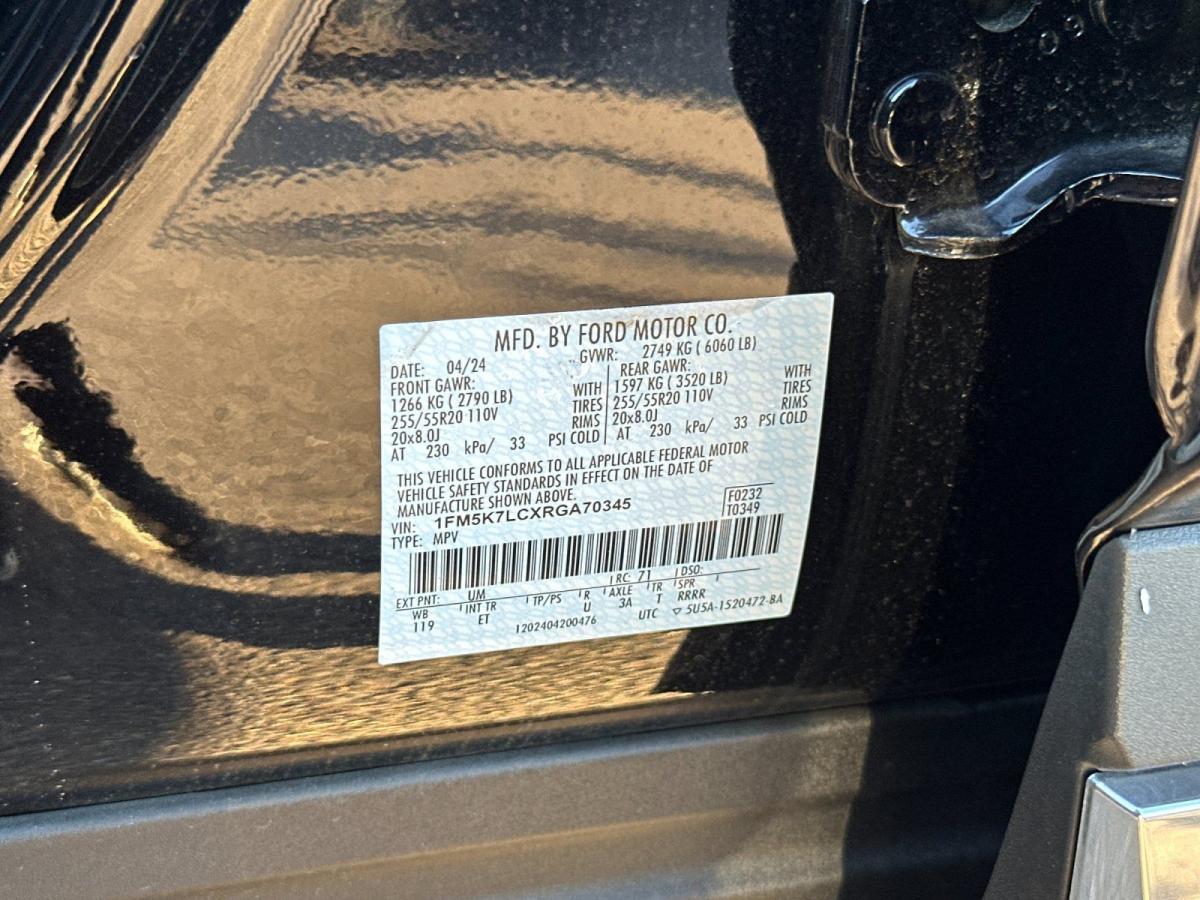 MFD. BY FORD MOTOR CO.
DATE: 04/24 GVWR: 2749 KG ( 6060 LB)
FRONT GAWR: REAR GAWR:
1266 KG ( 2790 LB) WITH 1597 KG ( 3520 LB) WITH
255/55R20 110V TIRES 255/55R20 110V TIRES
20x8.0J RIMS 20x8.0J RIMS
AT 230 kPa/ 33 PSI COLD AT 230 kPa/ 33 PSI COLD
THIS VEHICLE CONFORMS TO ALL APPLICABLE FEDERAL MOTOR
VEHICLE SAFETY STANDARDS IN EFFECT ON THE DATE OF
MANUFACTURE SHOWN ABOVE.
VIN: 1FM5K7LCXRGA70345 F0232
TYPE: MPV T0349
EXT PNT: UM RC: 71 DSO:
WB INT TR TP/PS R AXLE TR SPR
119 ET U 3A T RRRR
1202404200476 UTC ▽ 5U5A-1520472-BA